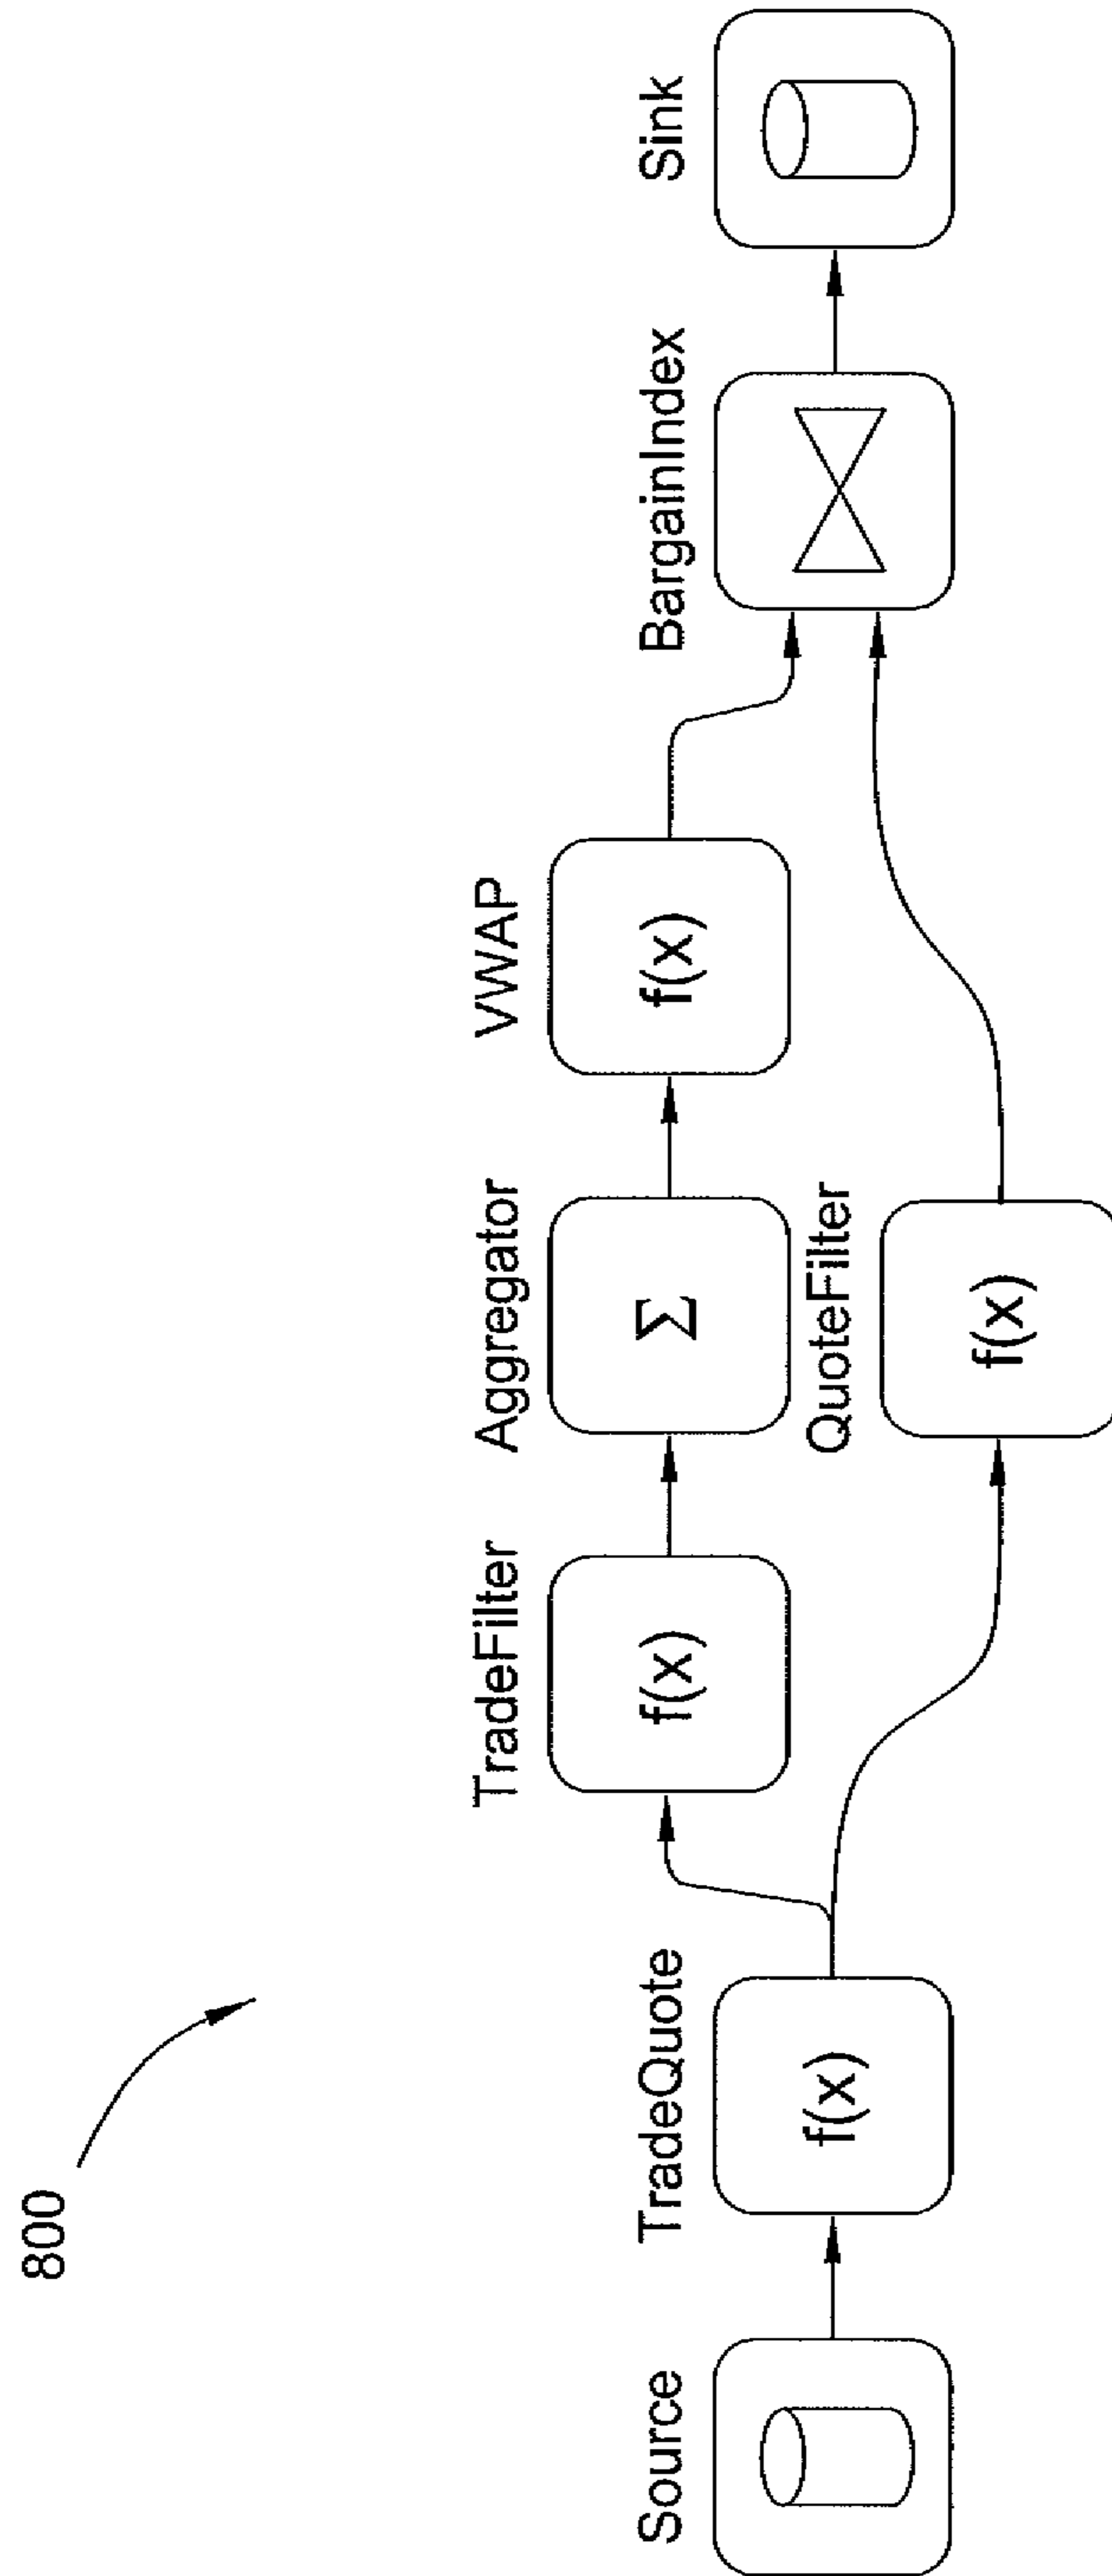 800
Source
TradeQuote
f(x)
TradeFilter
f(x)
Aggregator
Σ
VWAP
f(x)
QuoteFilter
f(x)
BargainIndex
Sink